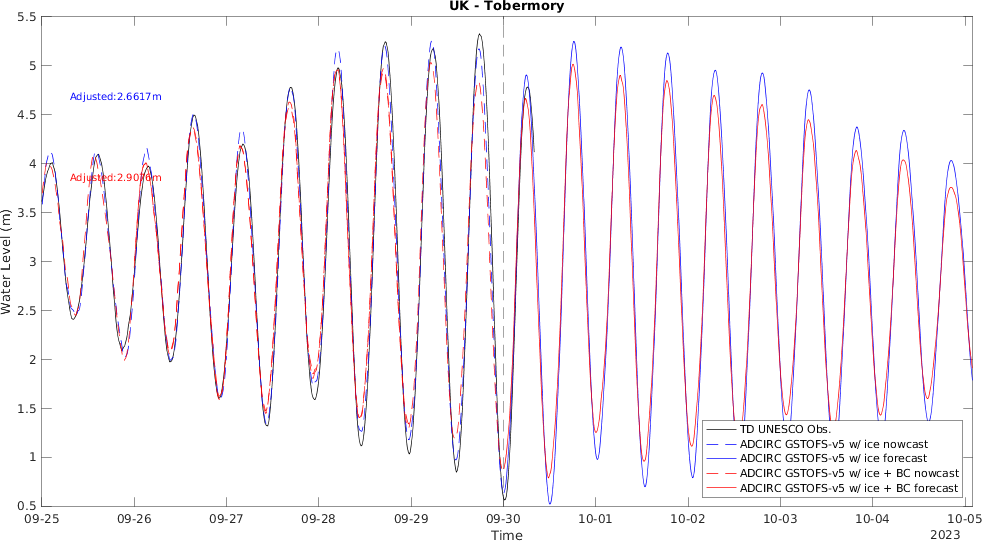 UK - Tobermory
5.5
5
4.5
4
3.5
3
2.5
2
1.5
1
0.5
Water Level (m)
Adjusted:2.6617m
TD UNESCO Obs.
ADCIRC GSTOFS-v5 w/ ice nowcast
ADCIRC GSTOFS-v5 w/ ice forecast
ADCIRC GSTOFS-v5 w/ ice + BC nowcast
ADCIRC GSTOFS-v5 w/ ice + BC forecast
09-25 09-26 09-27 09-28 09-29 09-30 10-01 10-02 10-03 10-04 10-05
Time
2023